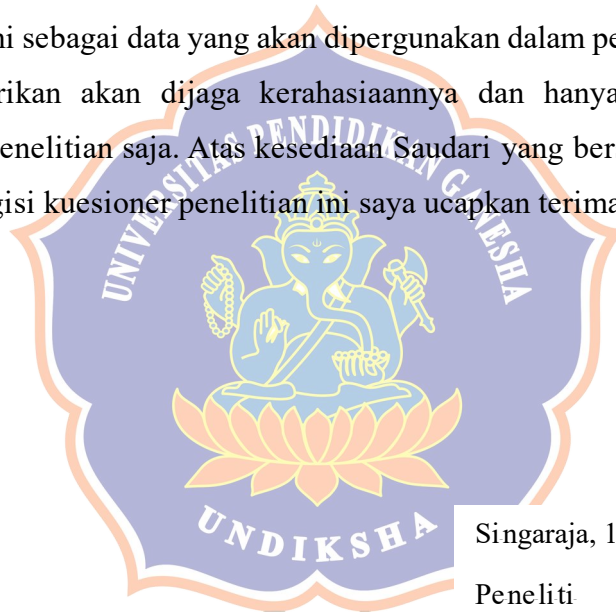 ni sebagai data yang akan dipergunakan dalam pe
rikan akan dijaga kerahasiaannya dan hanya
enelitian saja. Atas kesediaan Saudari yang ber
gisi kuesioner penelitian ini saya ucapkan terima
UNIVERSITAS PENDIDIKAN GANESHA
UNDIKSHA
Singaraja, 1
Peneliti